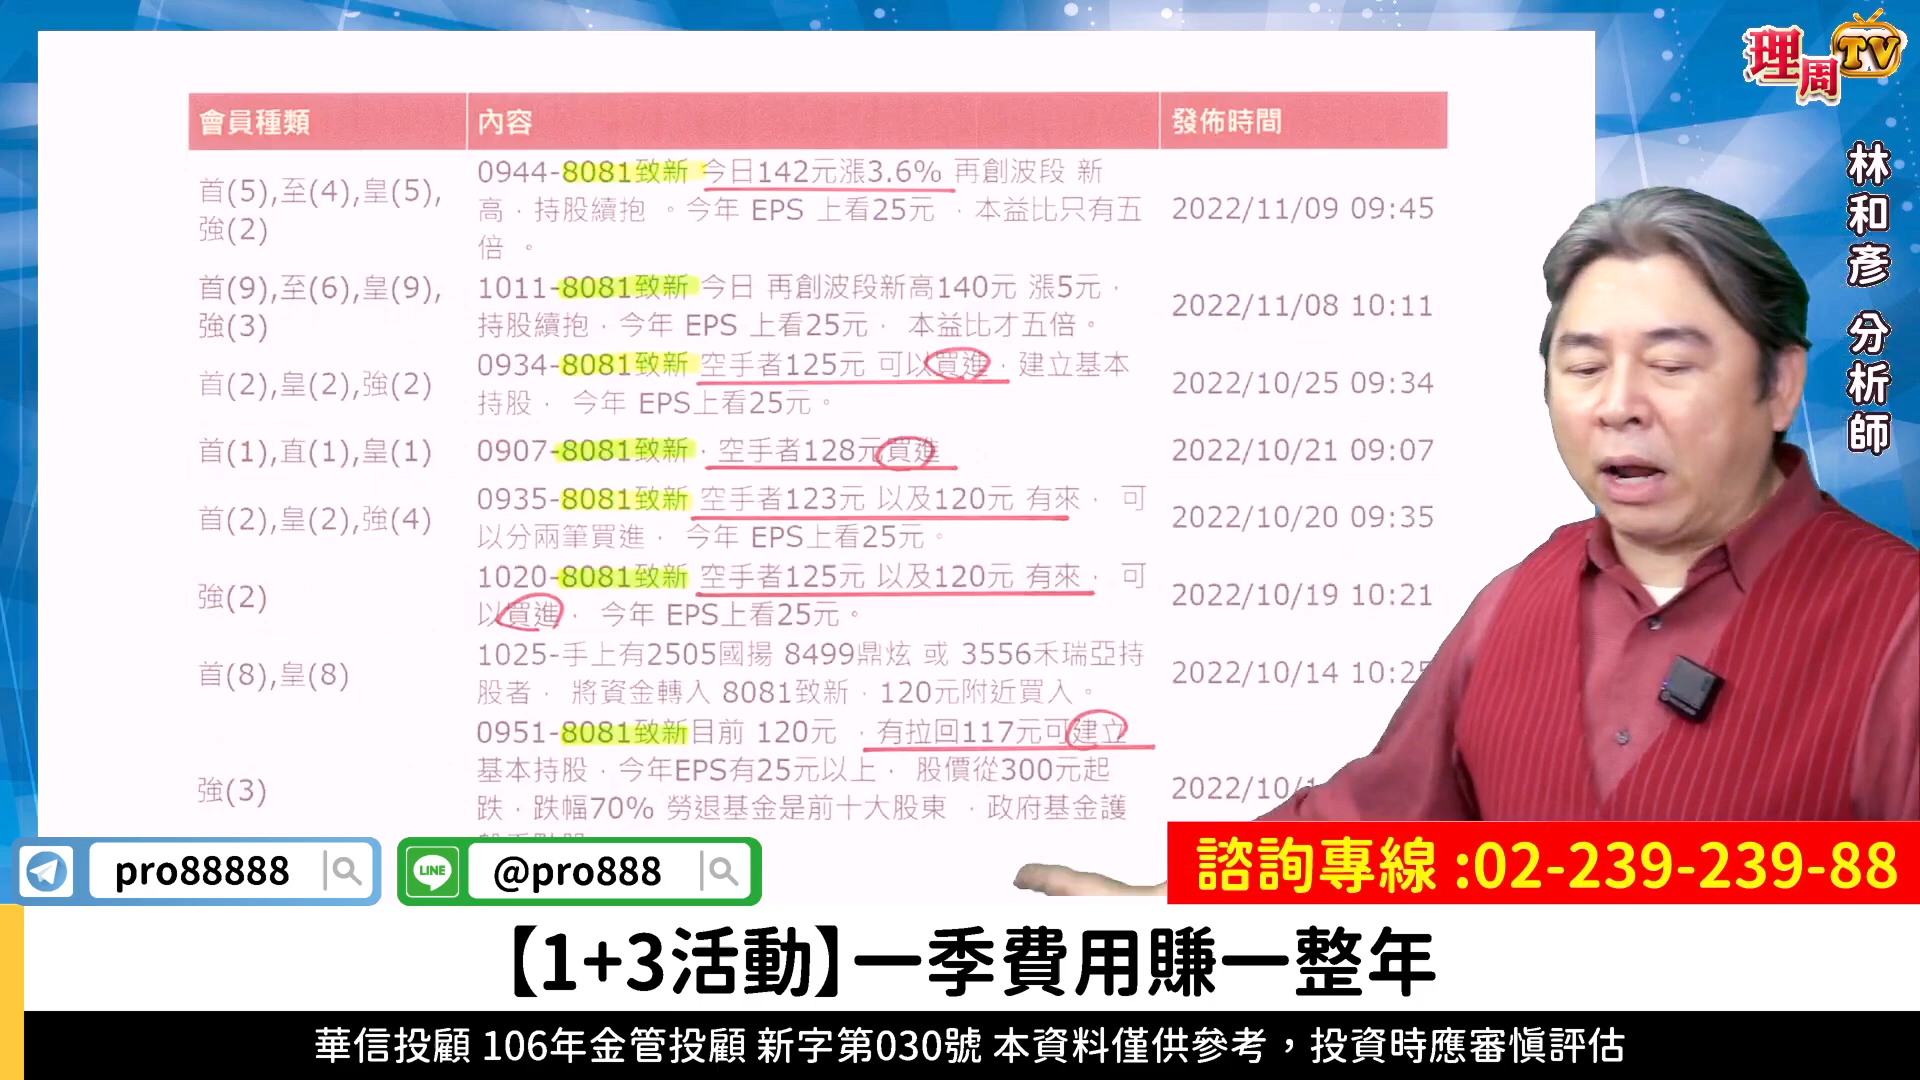 理周TV
林和彥 分析師
會員種類 內容 發佈時間
首(5),至(4),皇(5),強(2)
0944-8081致新 今日142元漲3.6% 再創波段 新
高﹐持股續抱 。今年 EPS 上看25元 ﹐本益比只有五
倍 。
2022/11/09 09:45
首(9),至(6),皇(9),強(3)
1011-8081致新 今日 再創波段新高140元 漲5元﹐
持股續抱﹐今年 EPS 上看25元﹐ 本益比才五倍。
2022/11/08 10:11
首(2),皇(2),強(2)
0934-8081致新 空手者125元 可以買進﹐建立基本
持股﹐ 今年 EPS上看25元。
2022/10/25 09:34
首(1),直(1),皇(1)
0907-8081致新﹐空手者128元買進
2022/10/21 09:07
首(2),皇(2),強(4)
0935-8081致新 空手者123元 以及120元 有來﹐ 可
以分兩筆買進﹐ 今年 EPS上看25元。
2022/10/20 09:35
強(2)
1020-8081致新 空手者125元 以及120元 有來﹐ 可
以買進﹐ 今年 EPS上看25元。
2022/10/19 10:21
首(8),皇(8)
1025-手上有2505國揚 8499鼎炫 或 3556禾瑞亞持
股者﹐ 將資金轉入 8081致新﹐120元附近買入。
2022/10/14 10:25
強(3)
0951-8081致新目前 120元 ﹐有拉回117元可建立
基本持股﹐今年EPS有25元以上﹐ 股價從300元起
跌﹐跌幅70% 勞退基金是前十大股東 ﹐政府基金護
2022/10/
pro88888
LINE @pro888
諮詢專線 :02-239-239-88
【1+3活動】一季費用賺一整年
華信投顧 106年金管投顧 新字第030號 本資料僅供參考，投資時應審慎評估